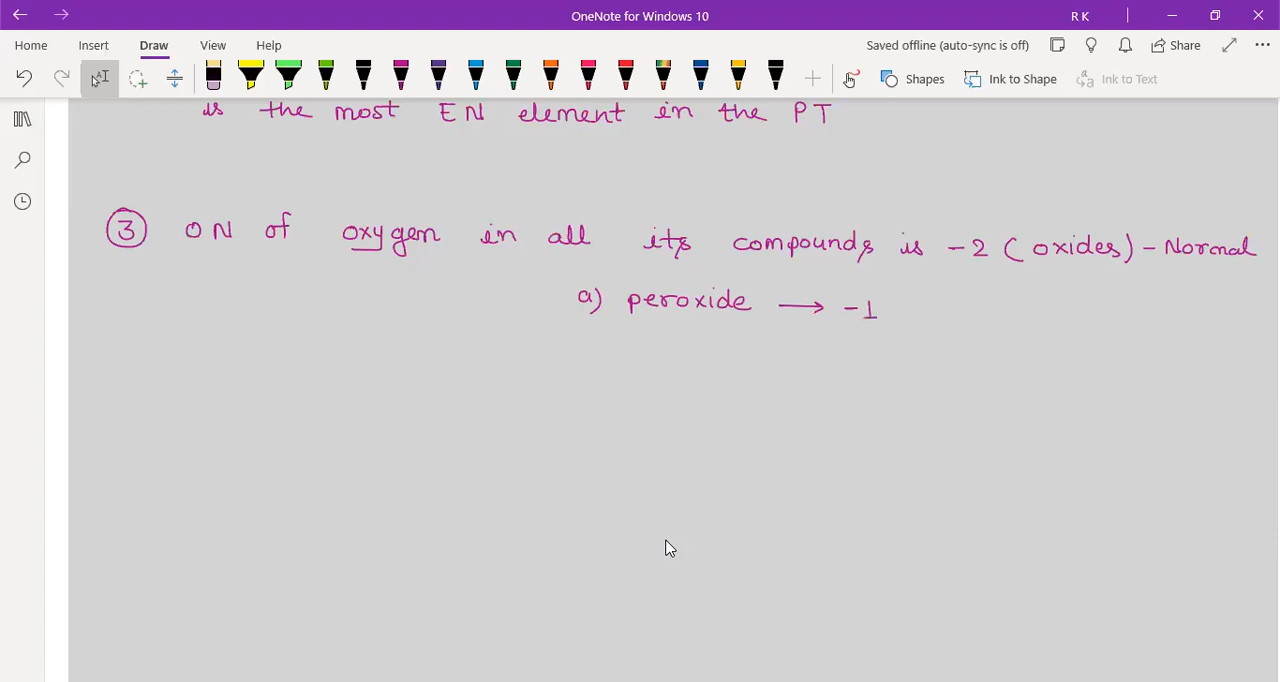 OneNote for Windows 10
R K
Home Insert Draw View Help
Saved offline (auto-sync is off)
Share
Shapes
Ink to Shape
Ink to Text
is the most EN element in the PT
3 ON of oxygen in all its compounds is -2 (oxides) - Normal
a) peroxide → -1